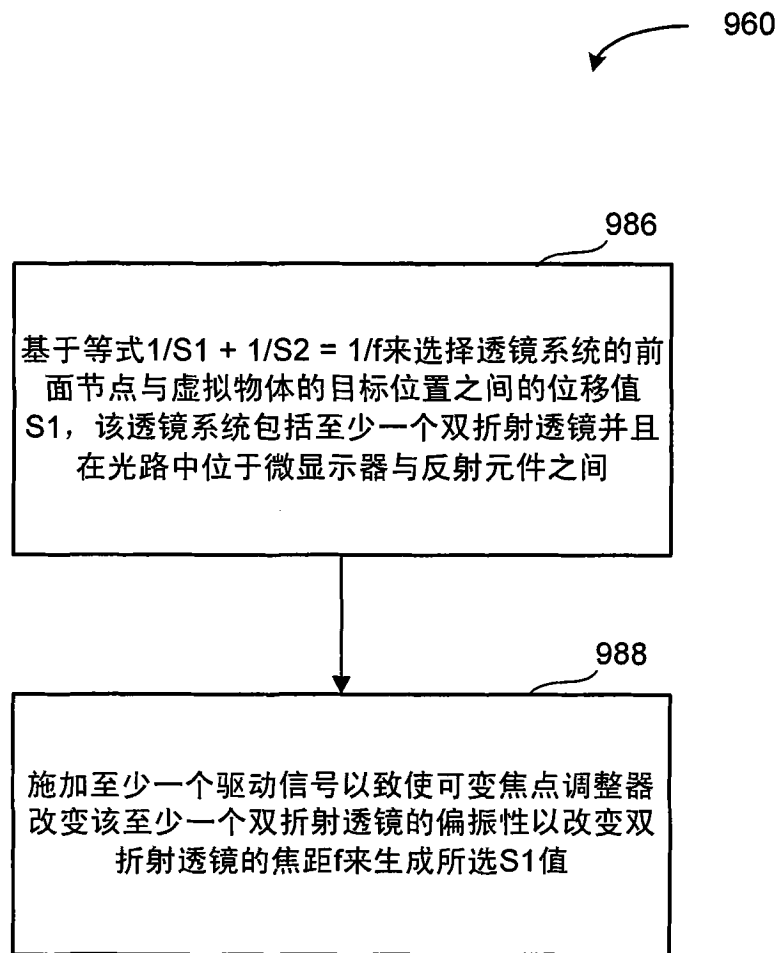 960
986
基于等式1/S1 + 1/S2 = 1/f来选择透镜系统的前
面节点与虚拟物体的目标位置之间的位移值
S1，该透镜系统包括至少一个双折射透镜并且
在光路中位于微显示器与反射元件之间
988
施加至少一个驱动信号以致使可变焦点调整器
改变该至少一个双折射透镜的偏振性以改变双
折射透镜的焦距f来生成所选S1值